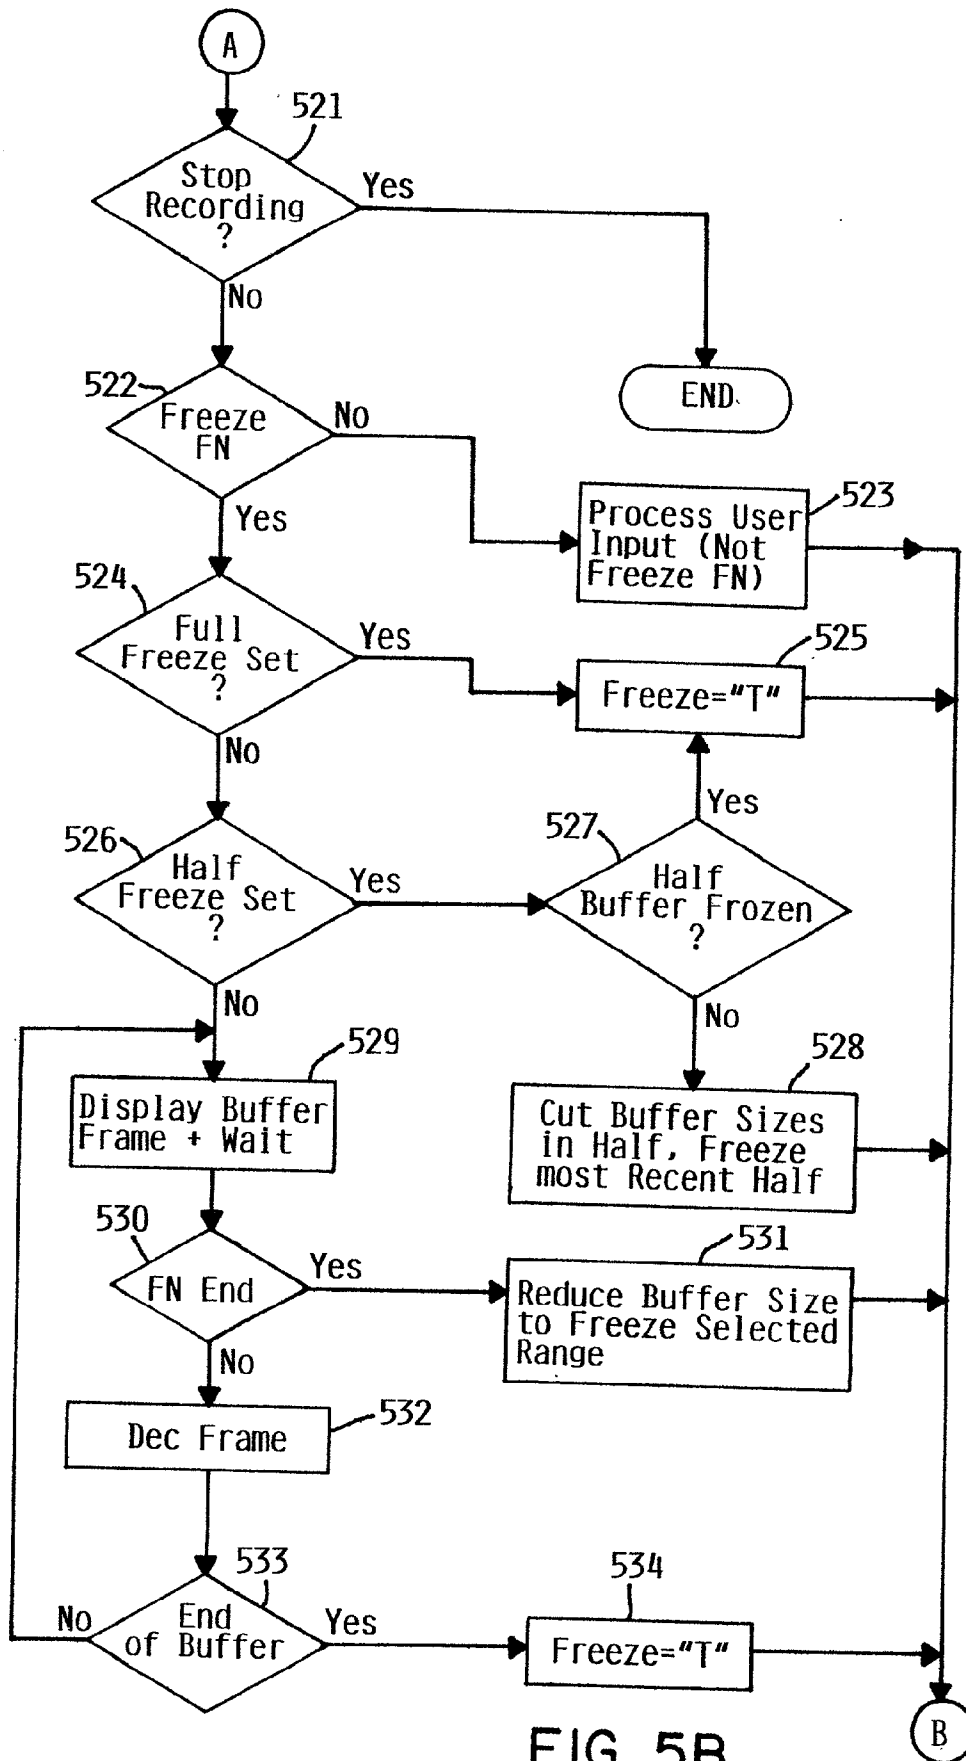 A
521
Stop
Recording
?
Yes
No
END
522
Freeze
FN
No
Yes
523
Process User
Input (Not
Freeze FN)
524
Full
Freeze Set
?
Yes
No
525
Freeze="T"
526
Half
Freeze Set
?
Yes
No
527
Half
Buffer Frozen
?
Yes
No
528
Cut Buffer Sizes
in Half, Freeze
most Recent Half
529
Display Buffer
Frame + Wait
530
FN End
Yes
No
531
Reduce Buffer Size
to Freeze Selected
Range
532
Dec Frame
533
End
of Buffer
No
Yes
534
Freeze="T"
B
FIG. 5B